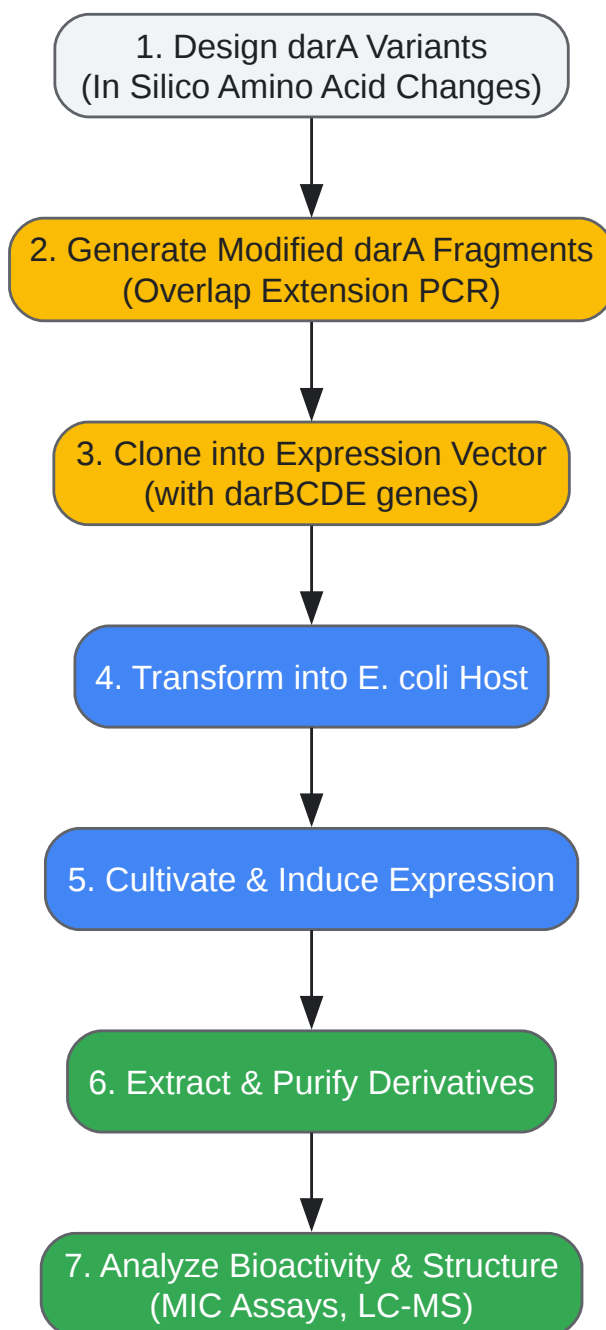 1. Design darA Variants
(In Silico Amino Acid Changes)
2. Generate Modified darA Fragments
(Overlap Extension PCR)
3. Clone into Expression Vector
(with darBCDE genes)
4. Transform into E. coli Host
5. Cultivate & Induce Expression
6. Extract & Purify Derivatives
7. Analyze Bioactivity & Structure
(MIC Assays, LC-MS)